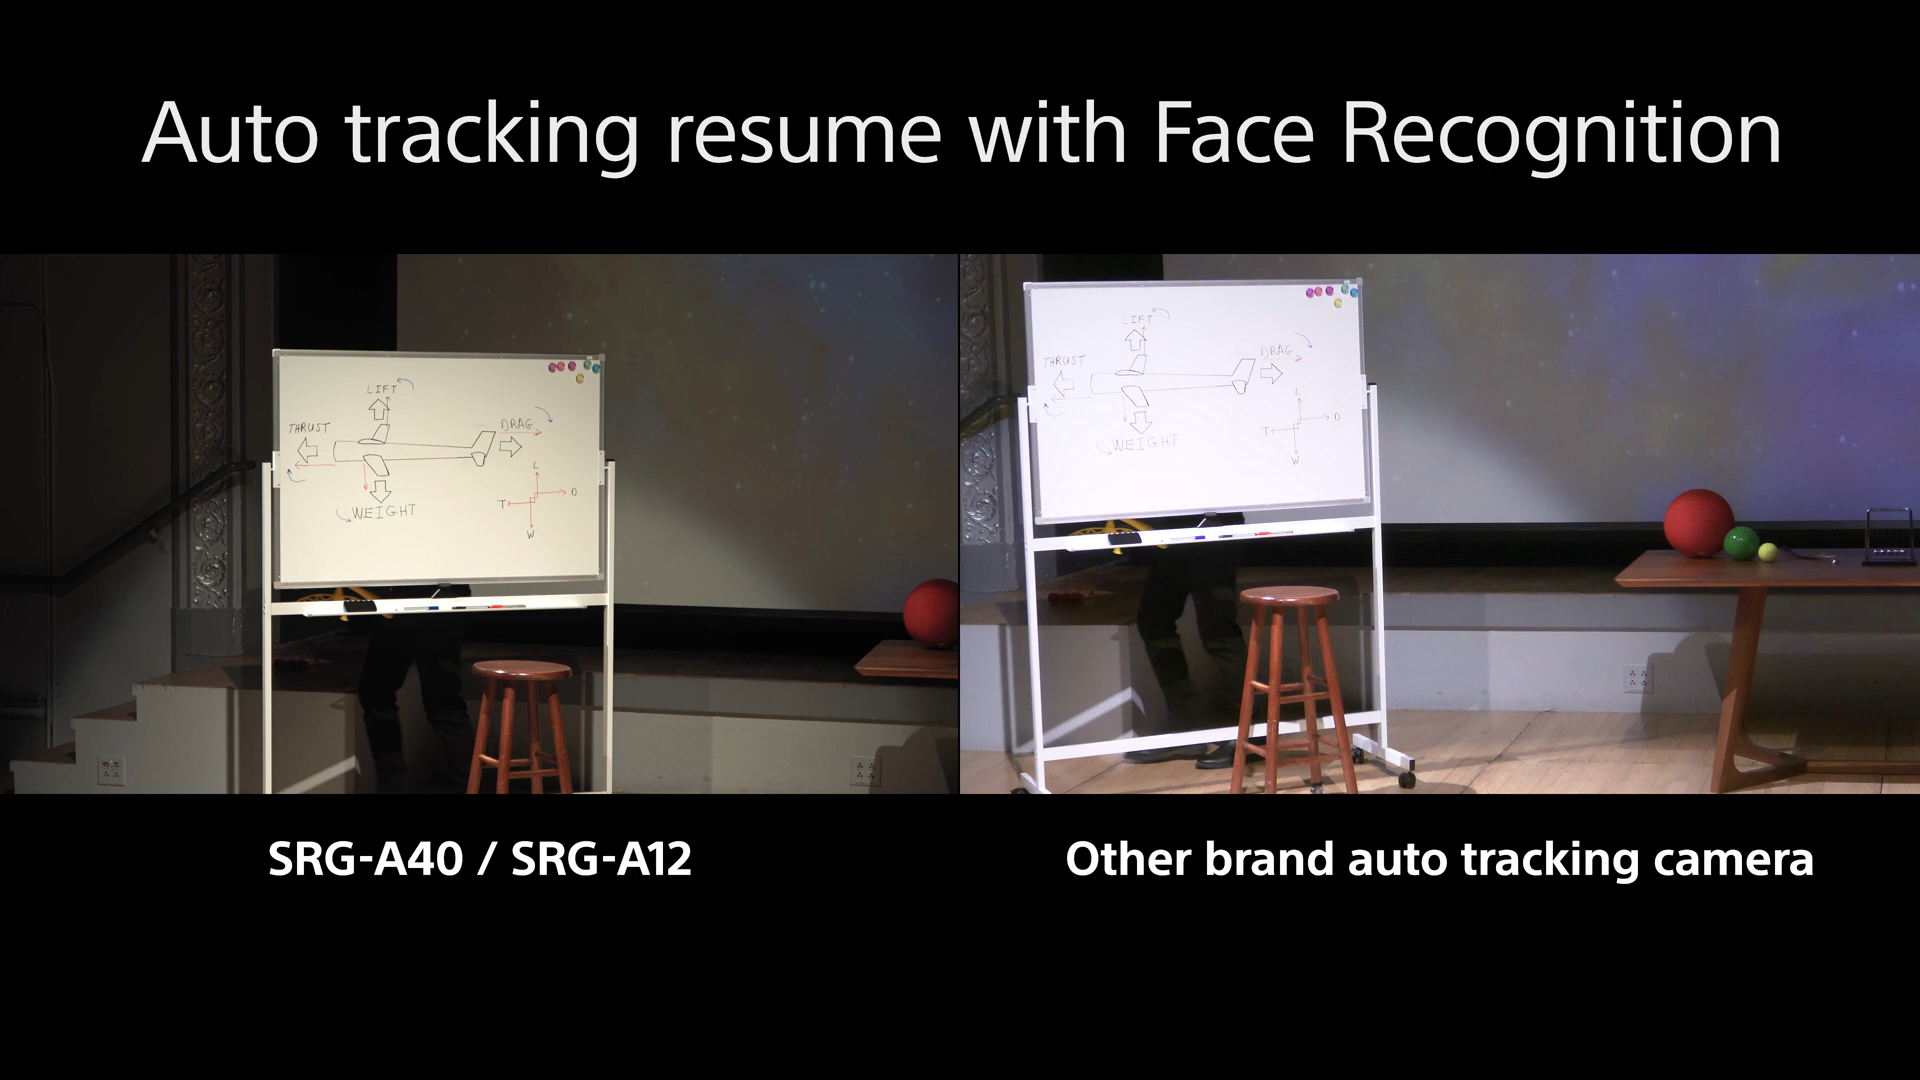 Auto tracking resume with Face Recognition
LIFT
THRUST
DRAG
WEIGHT
L
T
D
W
LIFT
THRUST
DRAG
WEIGHT
L
T
D
W
SRG-A40 / SRG-A12
Other brand auto tracking camera